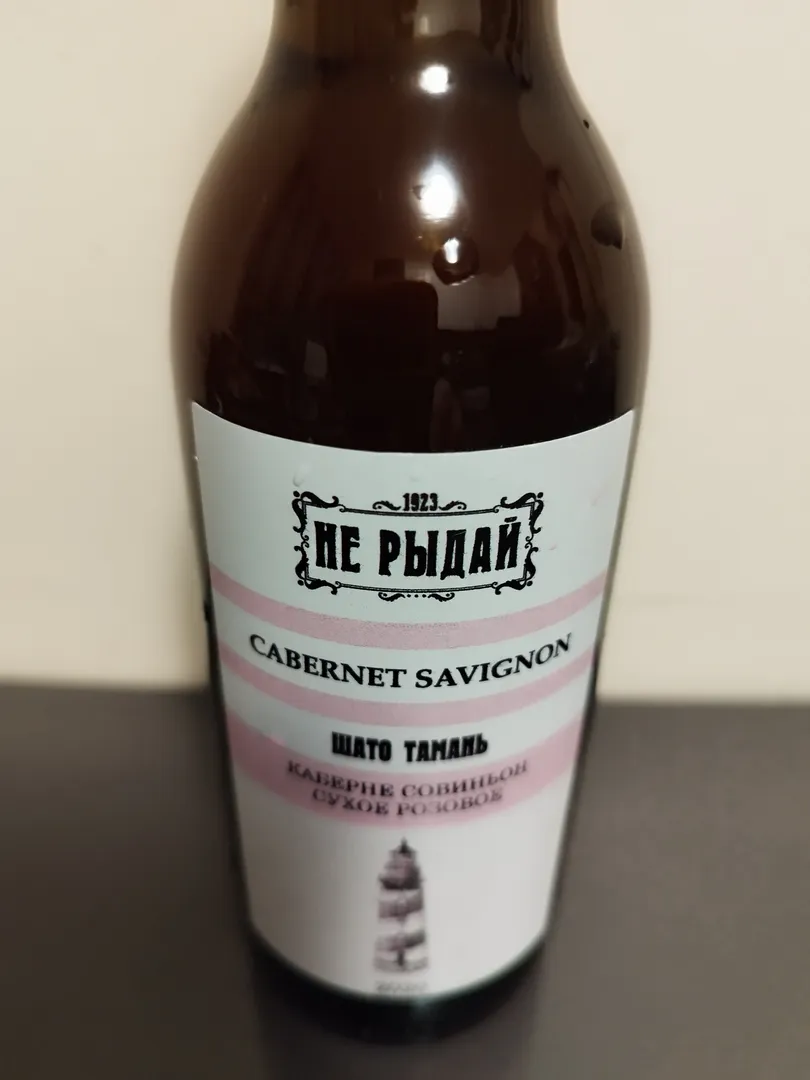 1923
НЕ РЫДАЙ
CABERNET SAVIGNON
ШАТО ТАМАНЬ
КАБЕРНЕ СОВИНЬОН
СУХОЕ РОЗОВОЕ